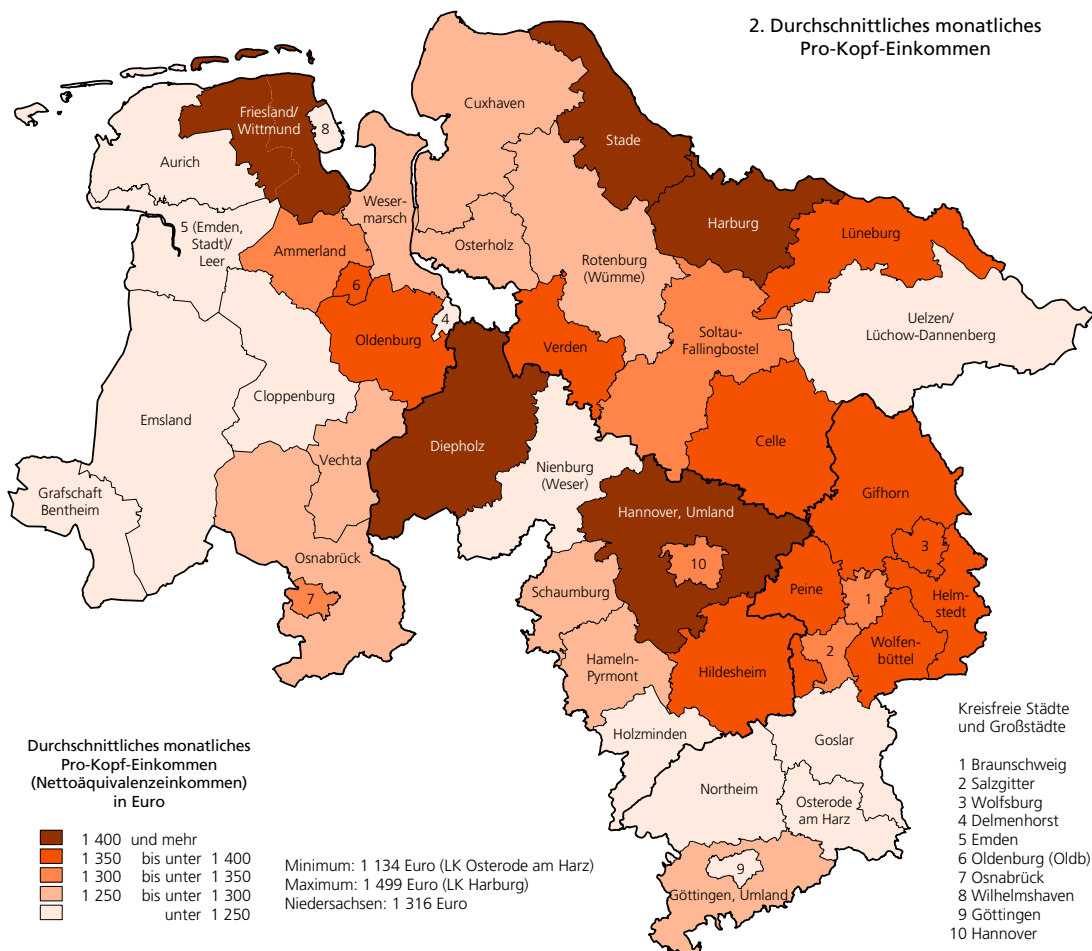 2. Durchschnittliches monatliches
Pro-Kopf-Einkommen
Cuxhaven
Friesland/
Wittmund
8
Stade
Aurich
Weser-
marsch
Harburg
5 (Emden,
Stadt)/
Leer
Ammerland
Osterholz
Lüneburg
Rotenburg
(Wümme)
6
4
Uelzen/
Lüchow-Dannenberg
Oldenburg
Verden
Soltau-
Fallingbostel
Cloppenburg
Emsland
Diepholz
Celle
Vechta
Nienburg
(Weser)
Grafschaft
Bentheim
Gifhorn
Hannover, Umland
3
Osnabrück
10
7
Schaumburg
Peine
1
Helm-
stedt
Wolfen-
büttel
2
Hameln-
Pyrmont
Hildesheim
Holzminden
Goslar
Northeim
Osterode
am Harz
9
Göttingen, Umland
Kreisfreie Städte
und Großstädte
1 Braunschweig
2 Salzgitter
3 Wolfsburg
4 Delmenhorst
5 Emden
6 Oldenburg (Oldb)
7 Osnabrück
8 Wilhelmshaven
9 Göttingen
10 Hannover
Durchschnittliches monatliches
Pro-Kopf-Einkommen
(Nettoäquivalenzeinkommen)
in Euro
1 400 und mehr
1 350 bis unter 1 400
1 300 bis unter 1 350
1 250 bis unter 1 300
unter 1 250
Minimum: 1 134 Euro (LK Osterode am Harz)
Maximum: 1 499 Euro (LK Harburg)
Niedersachsen: 1 316 Euro